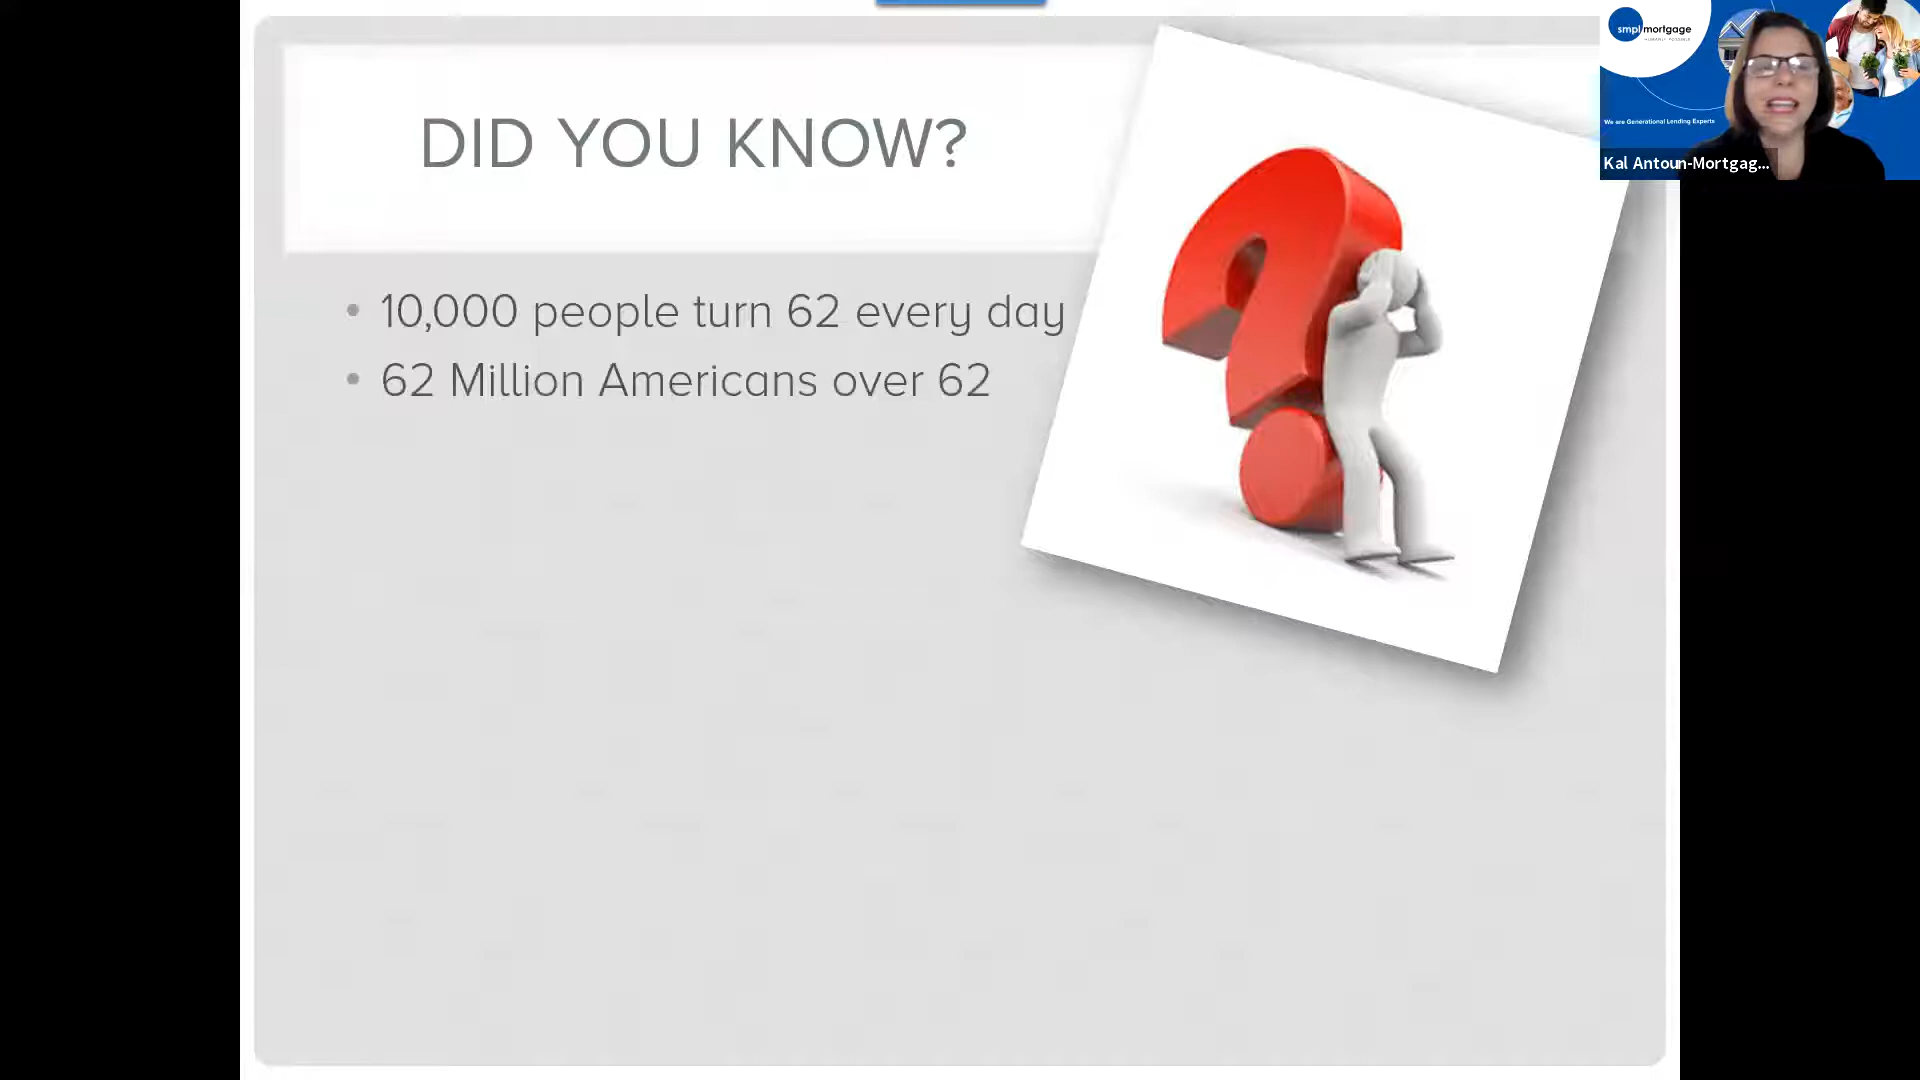 DID YOU KNOW?
• 10,000 people turn 62 every day
• 62 Million Americans over 62
smpl mortgage
We are Generational Lending Experts
Kal Antoun-Mortgag...